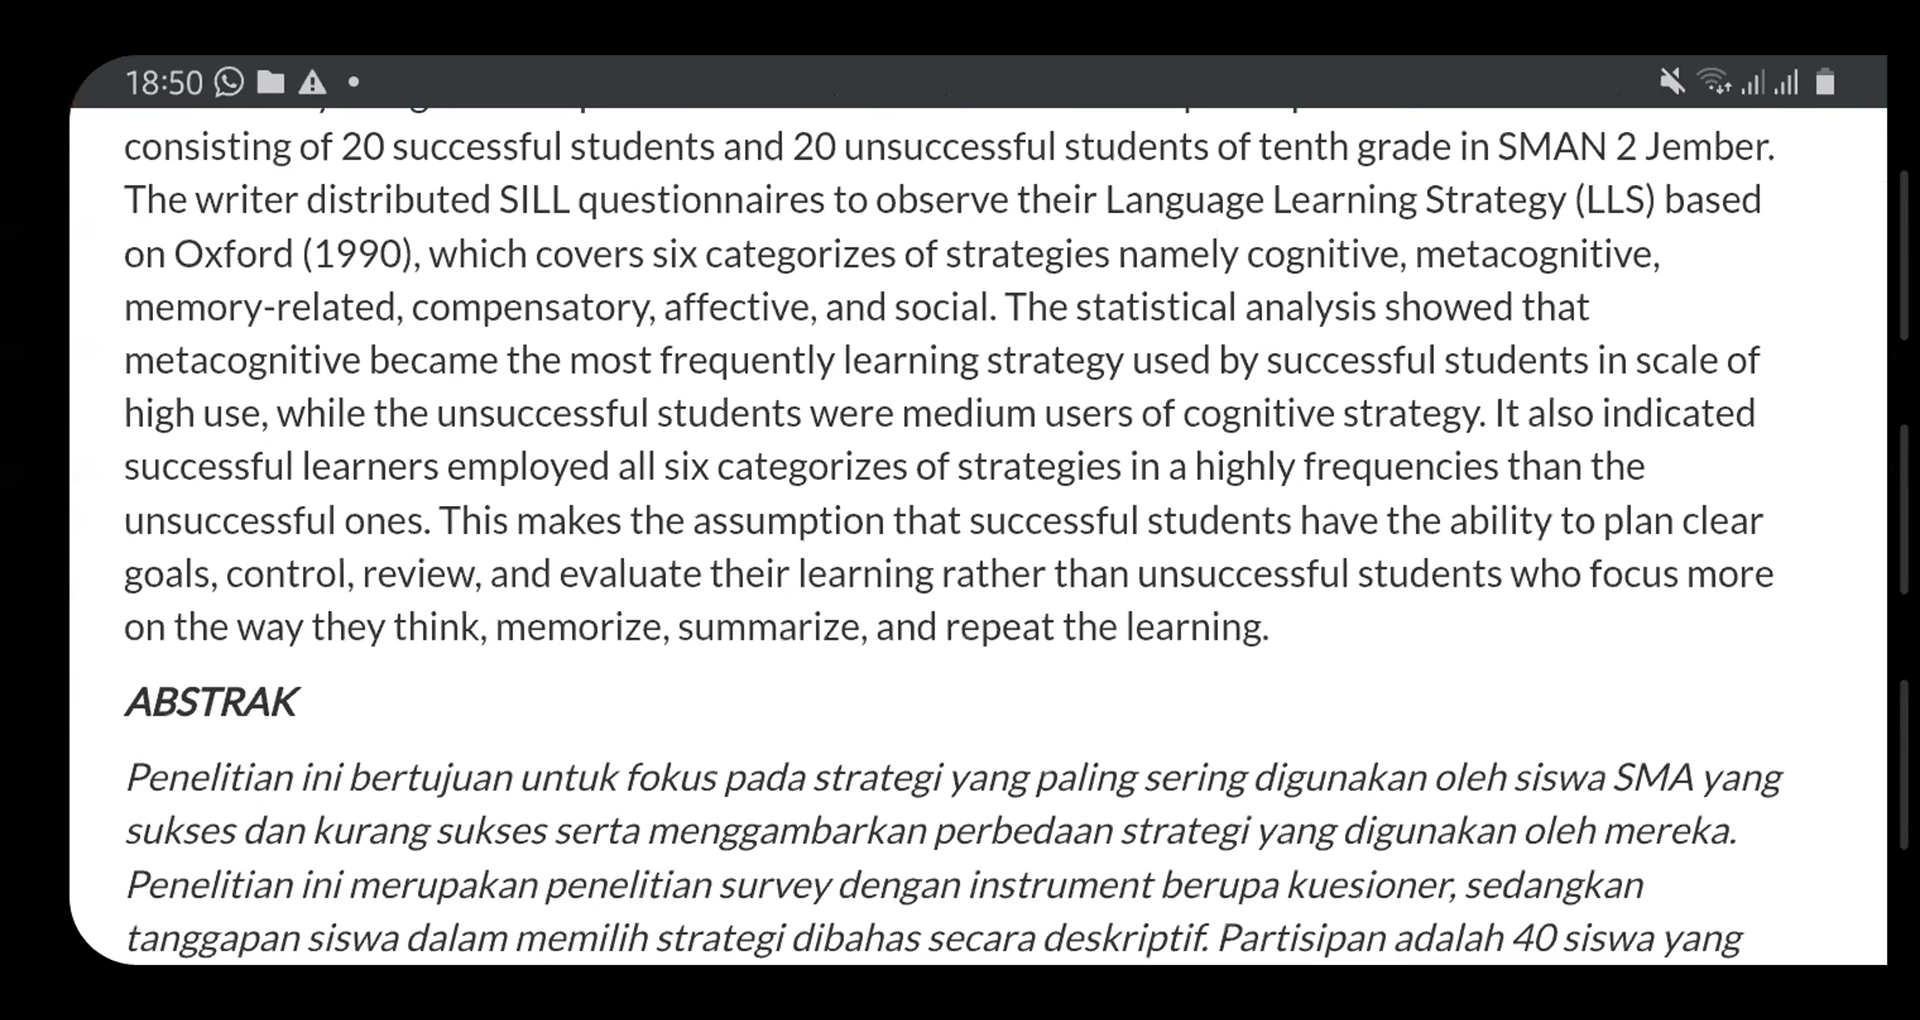 18:50
consisting of 20 successful students and 20 unsuccessful students of tenth grade in SMAN 2 Jember.
The writer distributed SILL questionnaires to observe their Language Learning Strategy (LLS) based
on Oxford (1990), which covers six categorizes of strategies namely cognitive, metacognitive,
memory-related, compensatory, affective, and social. The statistical analysis showed that
metacognitive became the most frequently learning strategy used by successful students in scale of
high use, while the unsuccessful students were medium users of cognitive strategy. It also indicated
successful learners employed all six categorizes of strategies in a highly frequencies than the
unsuccessful ones. This makes the assumption that successful students have the ability to plan clear
goals, control, review, and evaluate their learning rather than unsuccessful students who focus more
on the way they think, memorize, summarize, and repeat the learning.
ABSTRAK
Penelitian ini bertujuan untuk fokus pada strategi yang paling sering digunakan oleh siswa SMA yang
sukses dan kurang sukses serta menggambarkan perbedaan strategi yang digunakan oleh mereka.
Penelitian ini merupakan penelitian survey dengan instrument berupa kuesioner, sedangkan
tanggapan siswa dalam memilih strategi dibahas secara deskriptif. Partisipan adalah 40 siswa yang